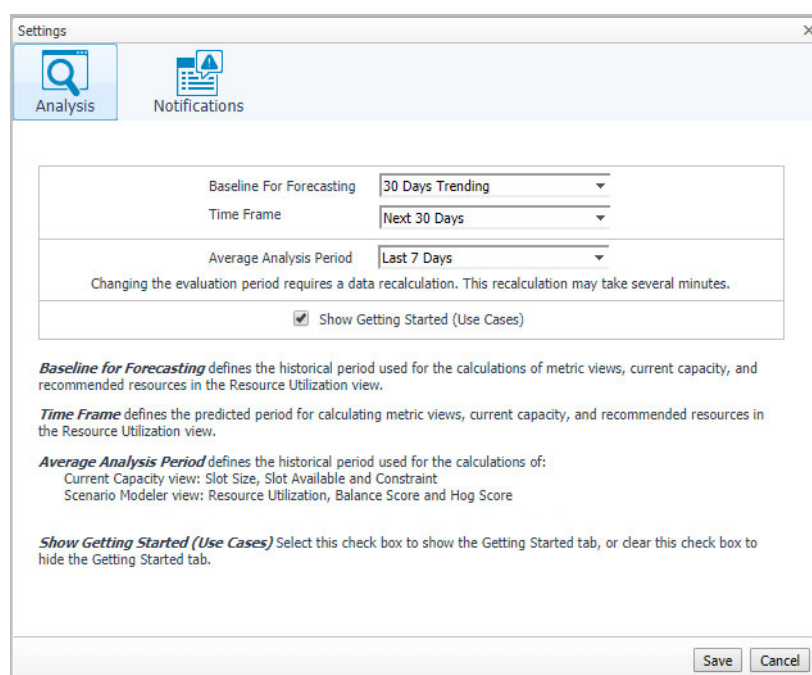 Settings
Analysis Notifications
Baseline For Forecasting 30 Days Trending
Time Frame Next 30 Days
Average Analysis Period Last 7 Days
Changing the evaluation period requires a data recalculation. This recalculation may take several minutes.
Show Getting Started (Use Cases)
Baseline for Forecasting defines the historical period used for the calculations of metric views, current capacity, and
recommended resources in the Resource Utilization view.
Time Frame defines the predicted period for calculating metric views, current capacity, and recommended resources in
the Resource Utilization view.
Average Analysis Period defines the historical period used for the calculations of:
Current Capacity view: Slot Size, Slot Available and Constraint
Scenario Modeler view: Resource Utilization, Balance Score and Hog Score
Show Getting Started (Use Cases) Select this check box to show the Getting Started tab, or clear this check box to
hide the Getting Started tab.
Save Cancel